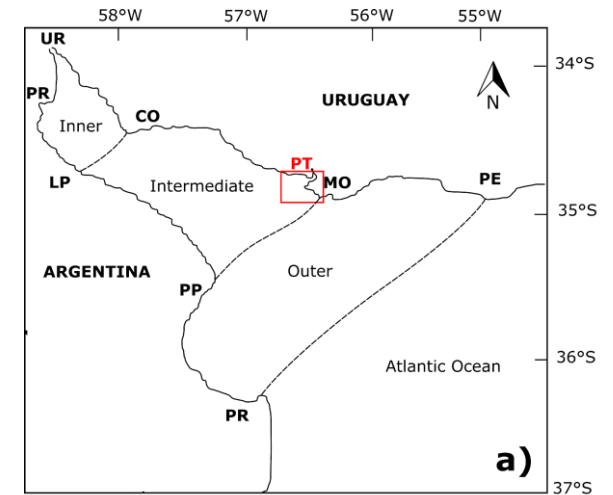 58°W 57°W 56°W 55°W
UR
34°S
PR
CO
URUGUAY
N
Inner
PT
LP
Intermediate
MO
PE
35°S
ARGENTINA
Outer
PP
36°S
Atlantic Ocean
PR
a)
37°S